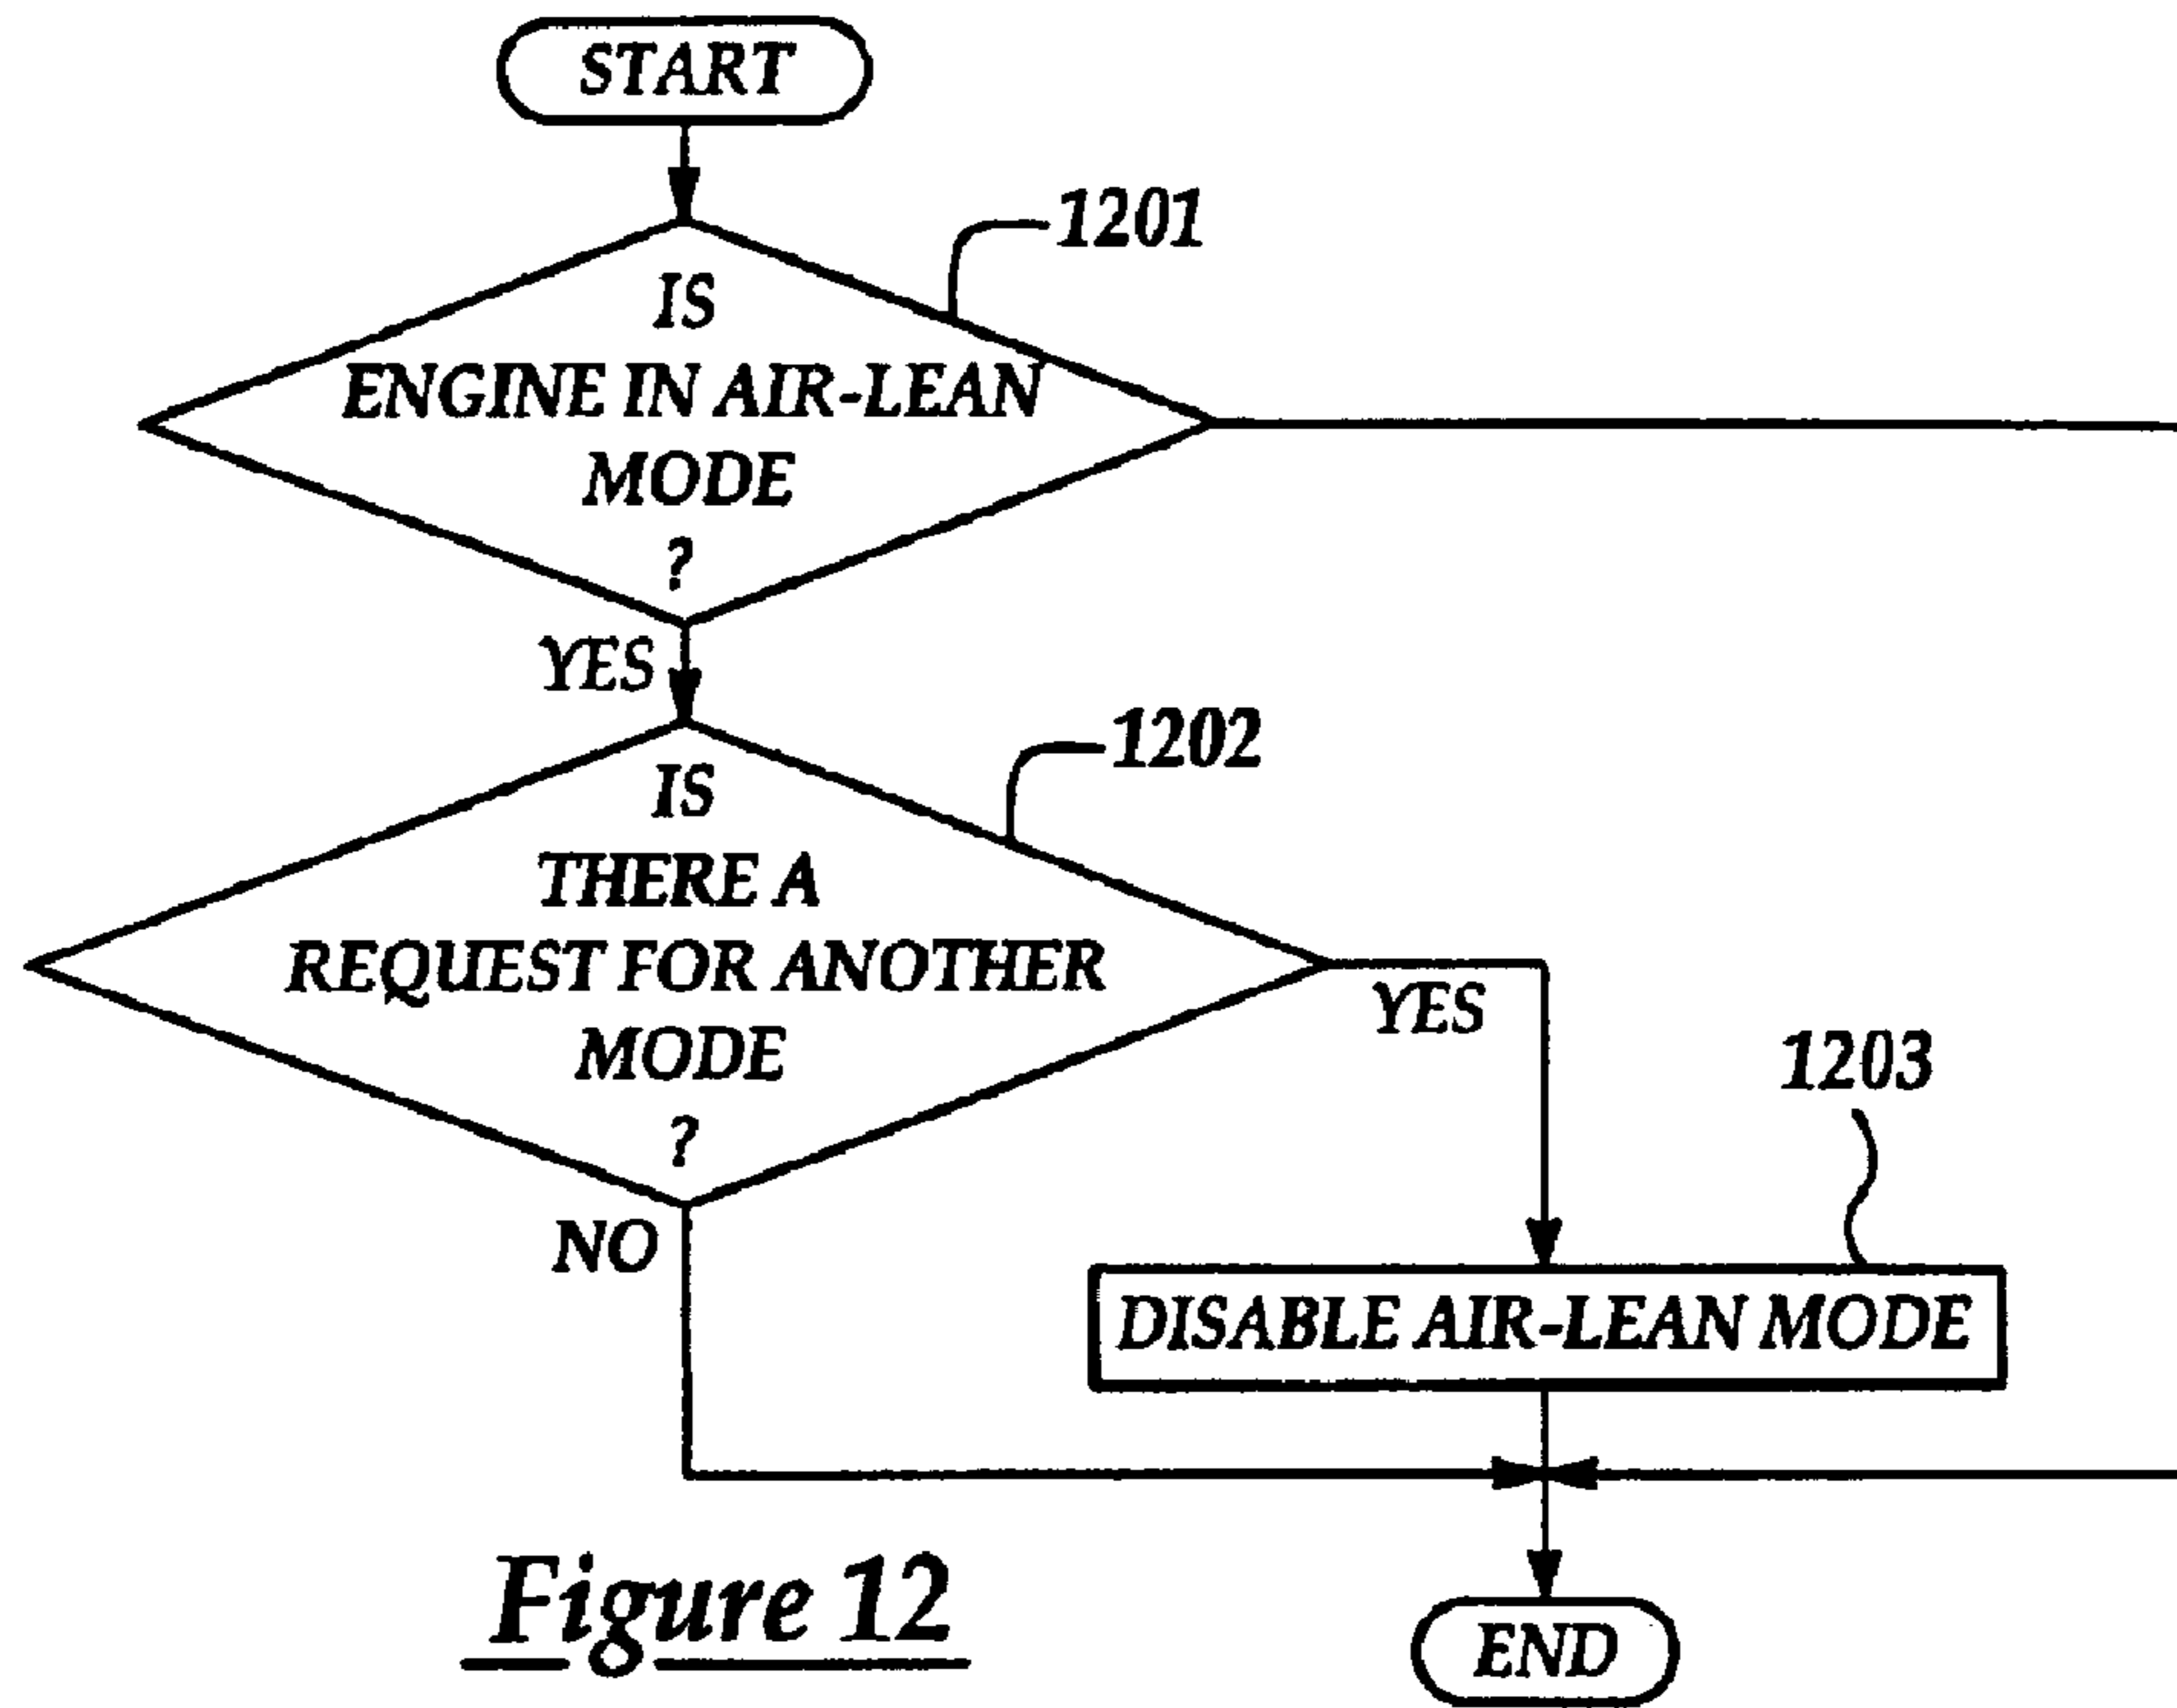 START
1201
IS
ENGINE IN AIR-LEAN
MODE
?
YES
1202
IS
THERE A
REQUEST FOR ANOTHER
MODE
?
YES
1203
NO
DISABLE AIR-LEAN MODE
Figure 12
END